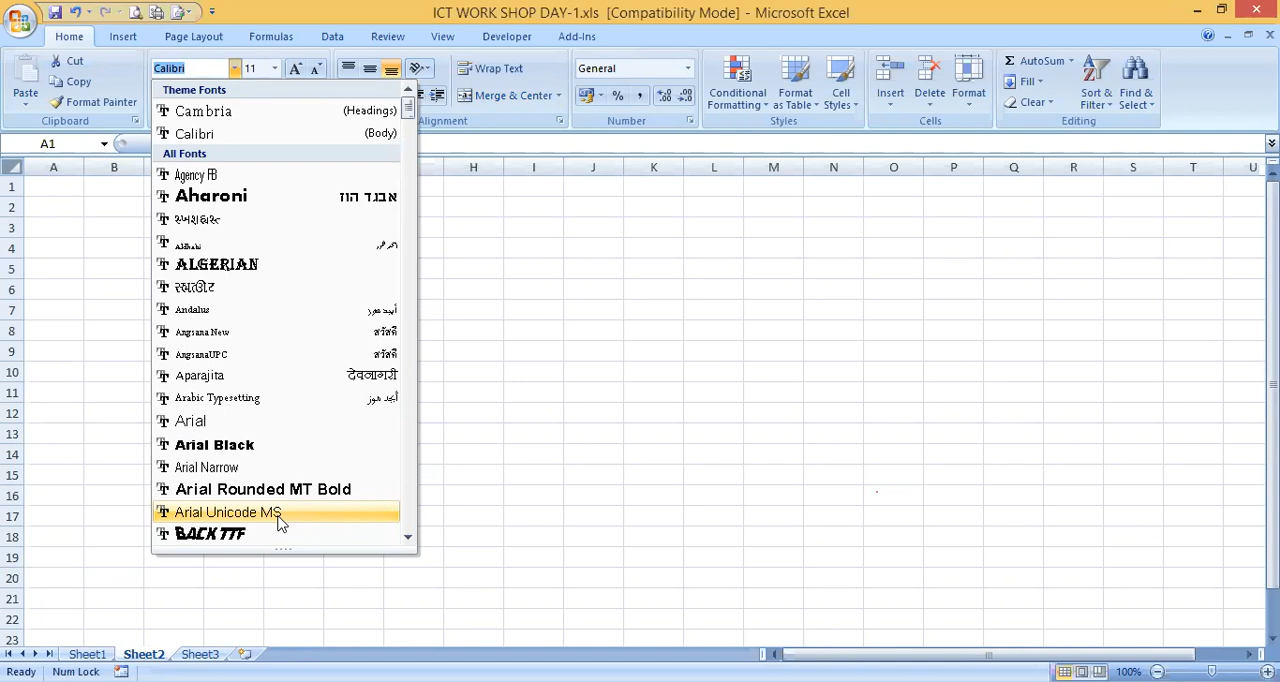 ICT WORK SHOP DAY-1.xls [Compatibility Mode] - Microsoft Excel
Home Insert Page Layout Formulas Data Review View Developer Add-Ins
Paste
Cut
Copy
Format Painter
Clipboard
Calibri 11
Wrap Text
Merge & Center
Alignment
General
% ,
Number
Conditional Formatting
Format as Table
Cell Styles
Styles
Insert Delete Format
Cells
Σ AutoSum
Fill
Clear
Sort & Filter
Find & Select
Editing
A1
Theme Fonts
Cambria (Headings)
Calibri (Body)
All Fonts
Agency FB
Aharoni אבגד הוז
ALGERIAN
Andalus أبجد هوز
Angsana New สวัสดี
AngsanaUPC สวัสดี
Aparajita देवनागरी
Arabic Typesetting أبجد هوز
Arial
Arial Black
Arial Narrow
Arial Rounded MT Bold
Arial Unicode MS
BACKTTF
A B H I J K L M N O P Q R S T U
1
2
3
4
5
6
7
8
9
10
11
12
13
14
15
16
17
18
19
20
21
22
23
Sheet1 Sheet2 Sheet3
Ready Num Lock 100%